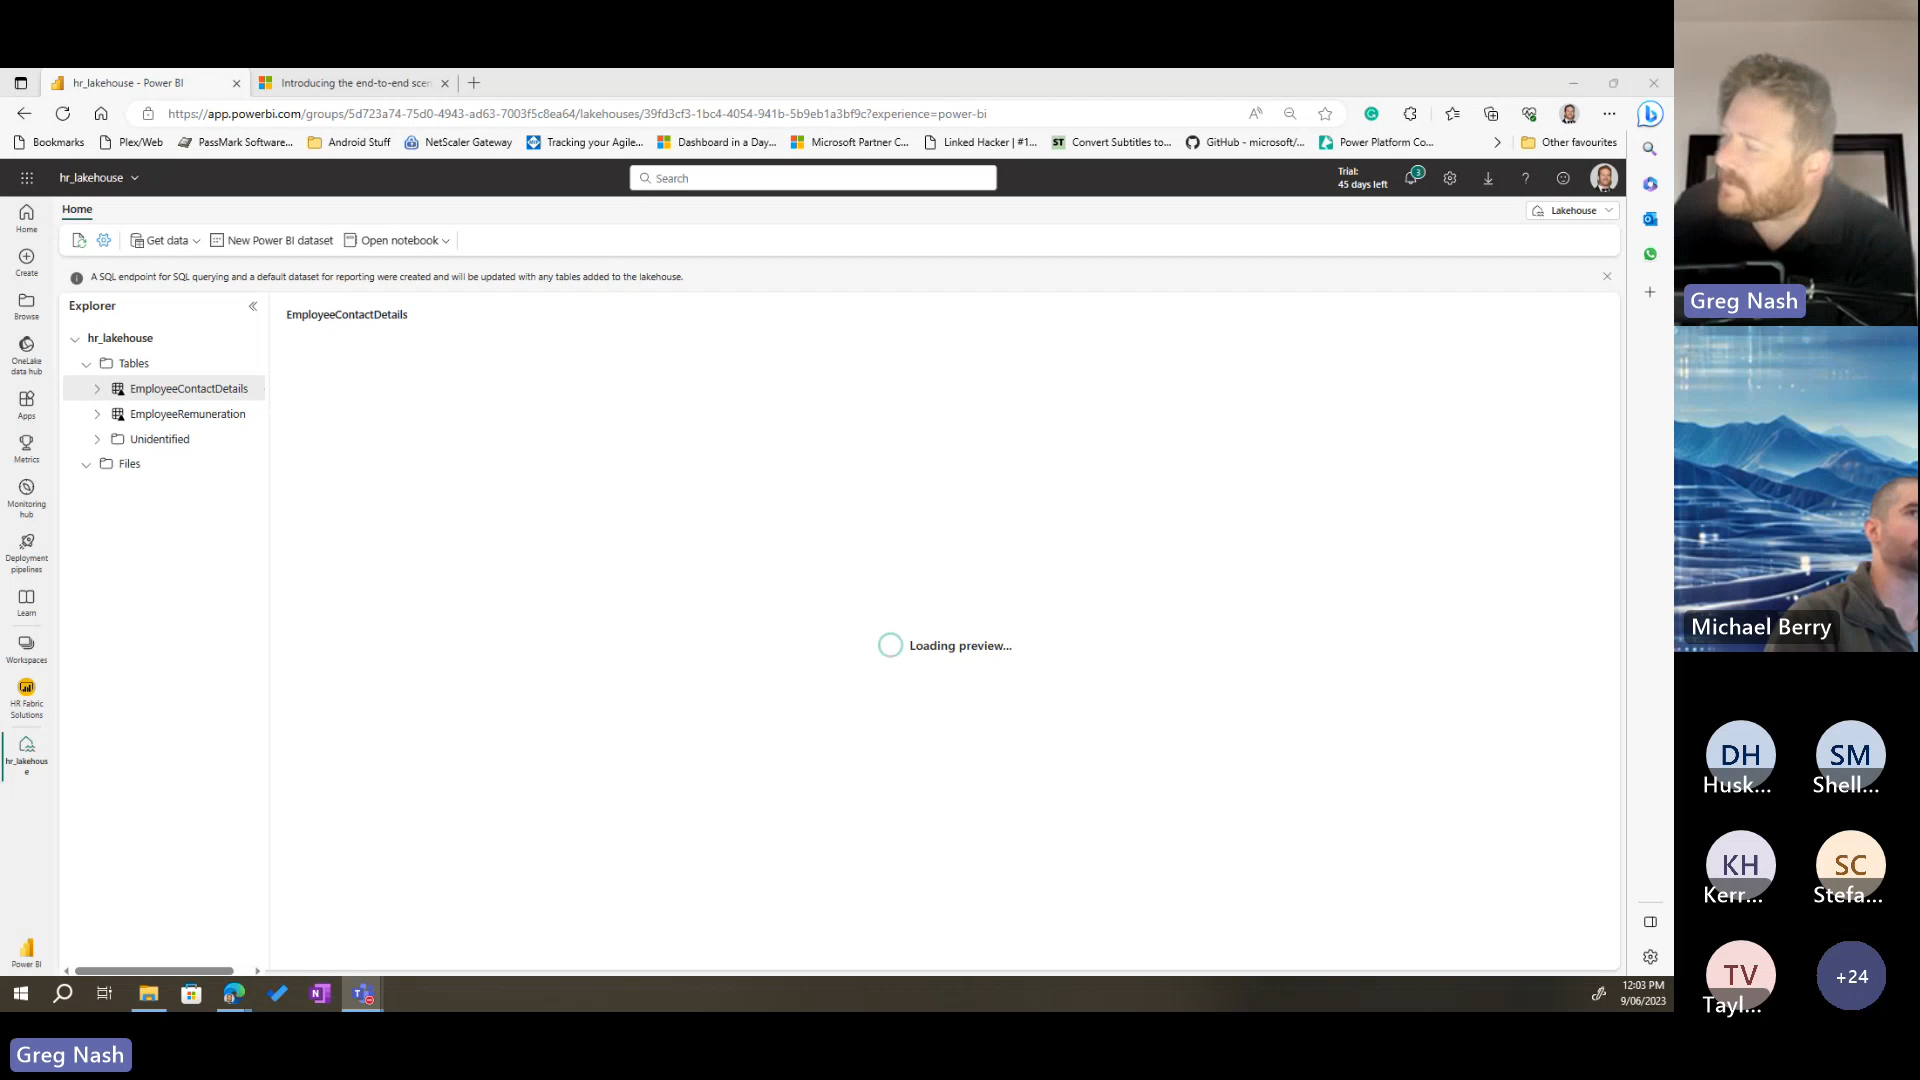 hr_lakehouse - Power BI
Introducing the end-to-end scen
https://app.powerbi.com/groups/5d723a74-75d0-4943-ad63-7003f5c8ea64/lakehouses/39fd3cf3-1bc4-4054-941b-5b9eb1a3bf9c?experience=power-bi
Bookmarks
Plex/Web
PassMark Software...
Android Stuff
NetScaler Gateway
Tracking your Agile...
Dashboard in a Day...
Microsoft Partner C...
Linked Hacker | #1...
ST
Convert Subtitles to...
GitHub - microsoft/...
Power Platform Co...
Other favourites
hr_lakehouse
Search
Trial:
45 days left
3
Home
Lakehouse
Get data
New Power BI dataset
Open notebook
A SQL endpoint for SQL querying and a default dataset for reporting were created and will be updated with any tables added to the lakehouse.
Home
Create
Browse
OneLake
data hub
Apps
Metrics
Monitoring
hub
Deployment
pipelines
Learn
Workspaces
HR Fabric
Solutions
hr_lakehous
e
Power BI
Explorer
hr_lakehouse
Tables
EmployeeContactDetails
EmployeeRemuneration
Unidentified
Files
EmployeeContactDetails
Loading preview...
12:03 PM
9/06/2023
Greg Nash
Michael Berry
DH
Husk...
SM
Shell...
KH
Kerr...
SC
Stefa...
TV
Tayl...
+24
Greg Nash